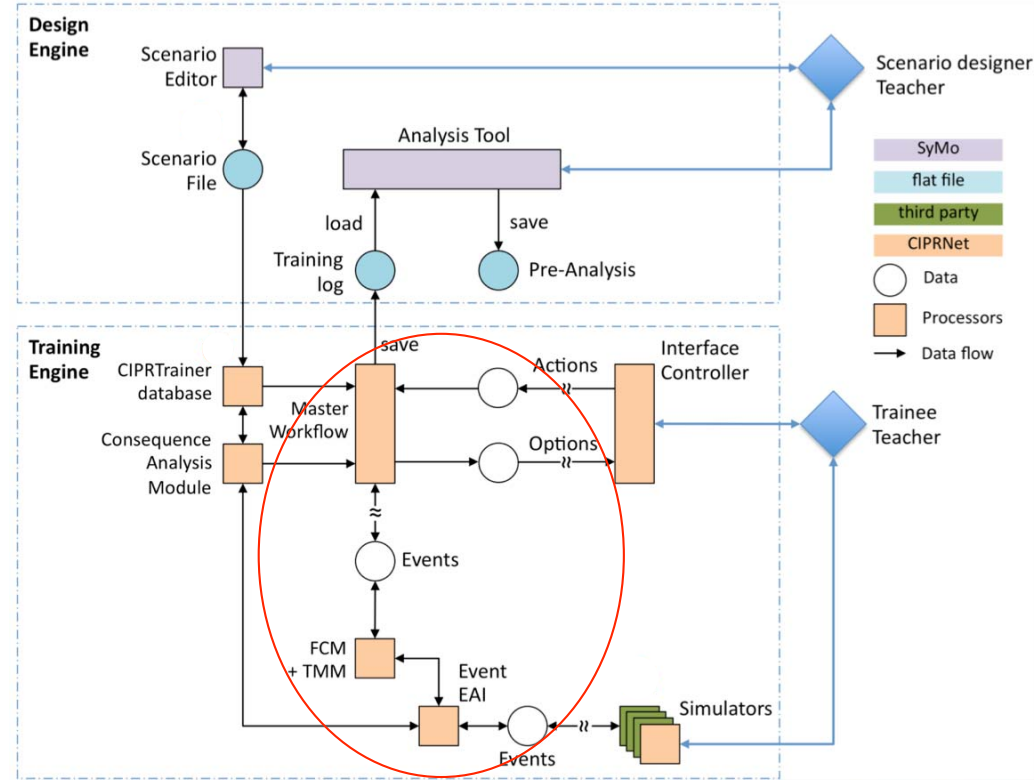 Design
Engine
Scenario
Editor
Scenario designer
Teacher
Analysis Tool
Scenario
File
SyMo
flat file
third party
CIPRNet
Data
Processors
Data flow
load
save
Training
log
Pre-Analysis
Training
Engine
save
CIPRTrainer
database
Master
Workflow
Actions
Interface
Controller
Consequence
Analysis
Module
Options
Trainee
Teacher
≈
≈
≈
Events
FCM
+ TMM
Event
EAI
≈
Simulators
Events